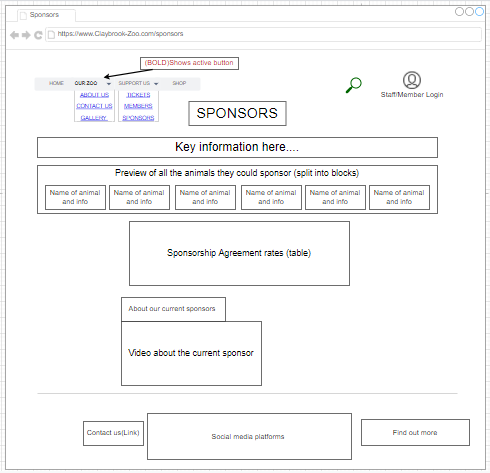 Sponsors
https://www.Claybrook-Zoo.com/sponsors
(BOLD)Shows active button
HOME OUR ZOO SUPPORT US SHOP
ABOUT US TICKETS
CONTACT US MEMBERS
GALLERY SPONSORS
Staff/Member Login
SPONSORS
Key information here....
Preview of all the animals they could sponsor (split into blocks)
Name of animal Name of animal Name of animal Name of animal Name of animal Name of animal
and info and info and info and info and info and info
Sponsorship Agreement rates (table)
About our current sponsors
Video about the current sponsor
Contact us(Link)
Social media platforms
Find out more